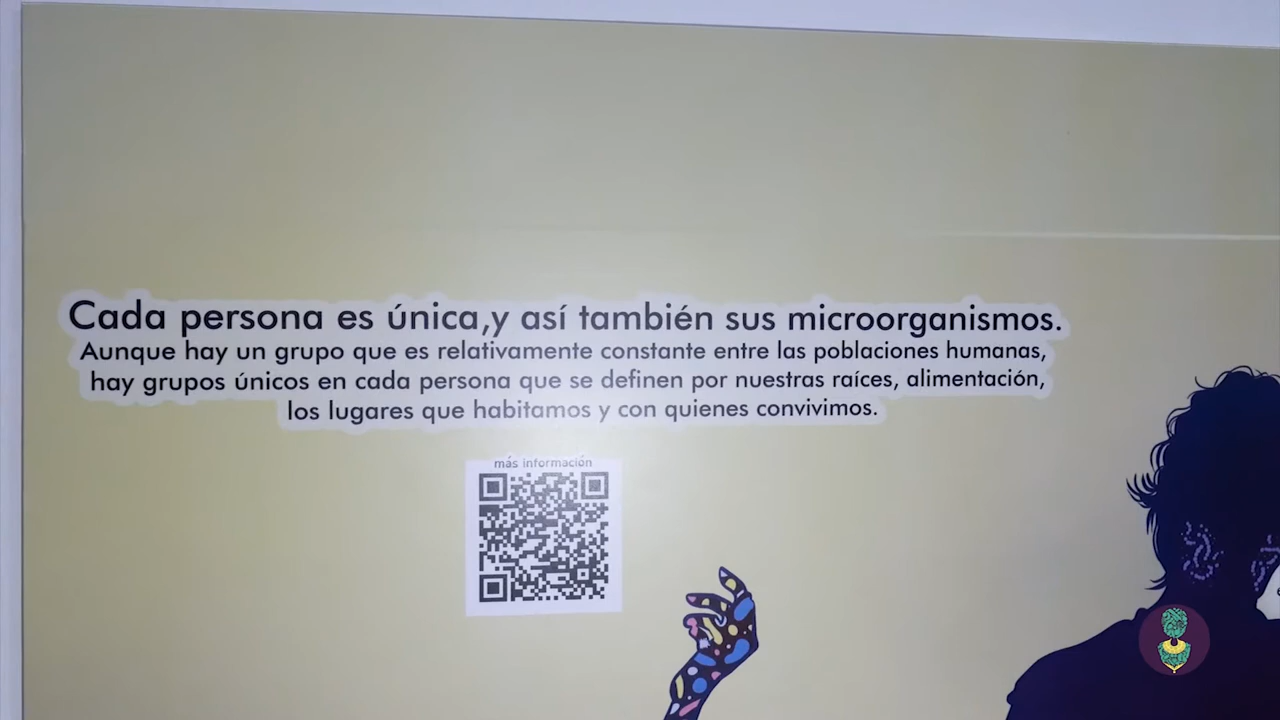 Cada persona es única,y así también sus microorganismos.
Aunque hay un grupo que es relativamente constante entre las poblaciones humanas,
hay grupos únicos en cada persona que se definen por nuestras raíces, alimentación,
los lugares que habitamos y con quienes convivimos.
más información